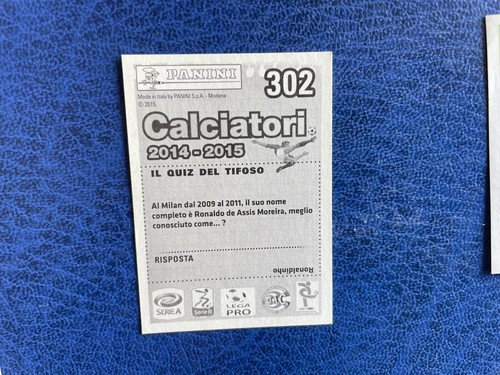 PANINI
302
Made in Italy by PANINI S.p.A. - Modena
© 2015
Calciatori
2014-2015
IL QUIZ DEL TIFOSO
Al Milan dal 2009 al 2011, il suo nome
completo è Ronaldo de Assis Moreira, meglio
conosciuto come... ?
RISPOSTA
Ronaldinho
SERIE A
Serie B
LEGA
PRO